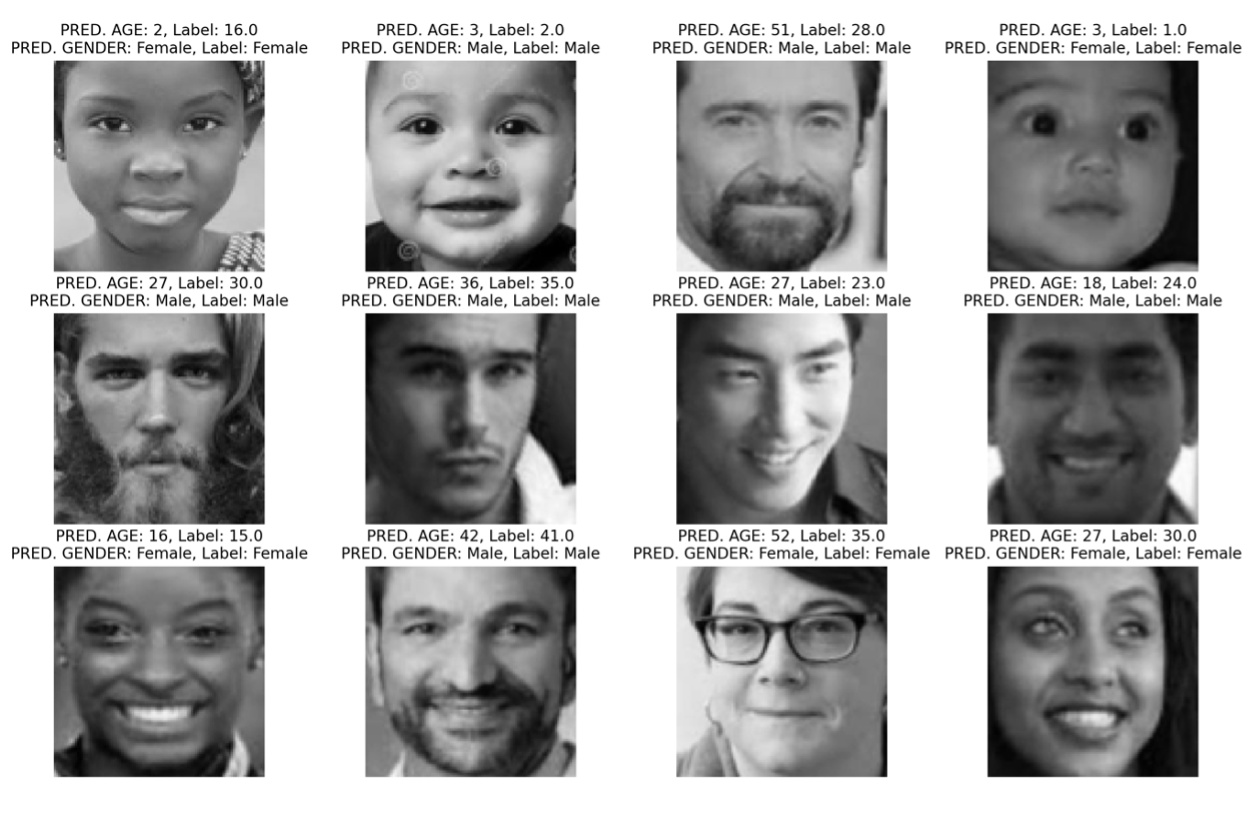 PRED. AGE: 2, Label: 16.0
PRED. GENDER: Female, Label: Female
PRED. AGE: 3, Label: 2.0
PRED. GENDER: Male, Label: Male
PRED. AGE: 51, Label: 28.0
PRED. GENDER: Male, Label: Male
PRED. AGE: 3, Label: 1.0
PRED. GENDER: Female, Label: Female
PRED. AGE: 27, Label: 30.0
PRED. GENDER: Male, Label: Male
PRED. AGE: 36, Label: 35.0
PRED. GENDER: Male, Label: Male
PRED. AGE: 27, Label: 23.0
PRED. GENDER: Male, Label: Male
PRED. AGE: 18, Label: 24.0
PRED. GENDER: Male, Label: Male
PRED. AGE: 16, Label: 15.0
PRED. GENDER: Female, Label: Female
PRED. AGE: 42, Label: 41.0
PRED. GENDER: Male, Label: Male
PRED. AGE: 52, Label: 35.0
PRED. GENDER: Female, Label: Female
PRED. AGE: 27, Label: 30.0
PRED. GENDER: Female, Label: Female